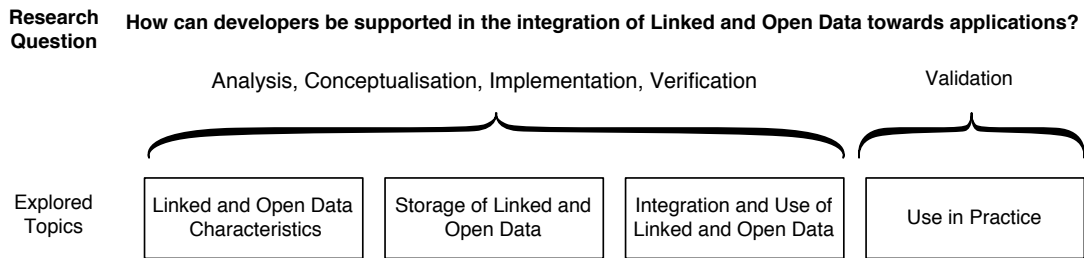 Research
Question
How can developers be supported in the integration of Linked and Open Data towards applications?
Analysis, Conceptualisation, Implementation, Verification
Validation
Explored
Topics
Linked and Open Data
Characteristics
Storage of Linked and
Open Data
Integration and Use of
Linked and Open Data
Use in Practice